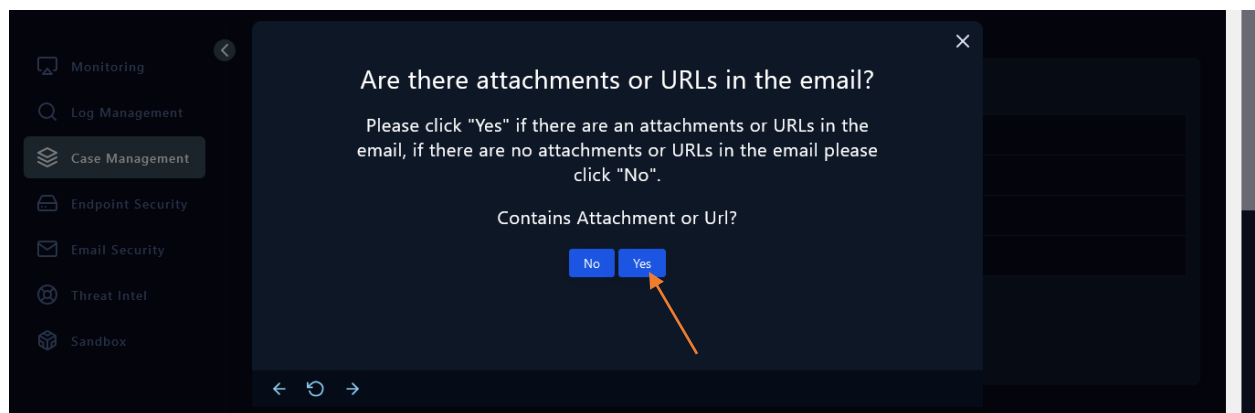 Monitoring
Log Management
Case Management
Endpoint Security
Email Security
Threat Intel
Sandbox
Are there attachments or URLs in the email?
Please click "Yes" if there are an attachments or URLs in the
email, if there are no attachments or URLs in the email please
click "No".
Contains Attachment or Url?
No Yes